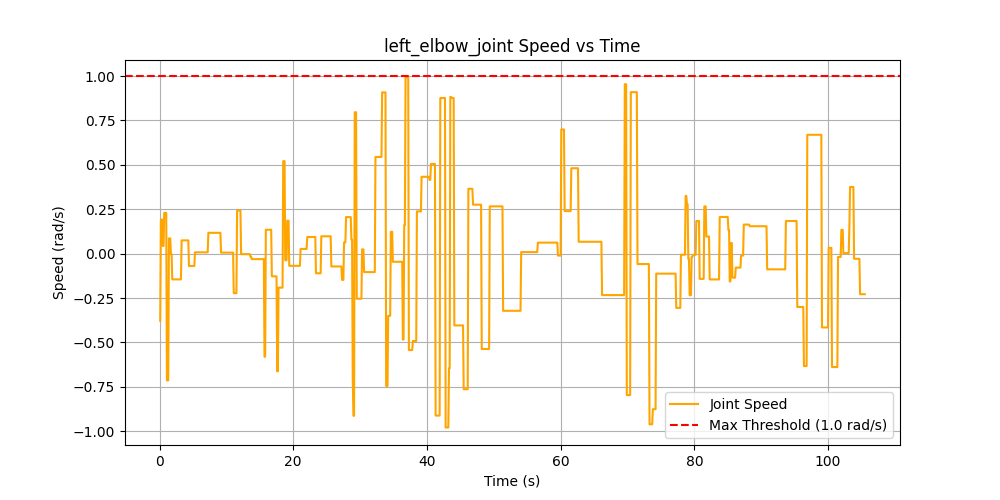 left_elbow_joint Speed vs Time
Speed (rad/s)
1.00
0.75
0.50
0.25
0.00
−0.25
−0.50
−0.75
−1.00
Joint Speed
Max Threshold (1.0 rad/s)
0 20 40 60 80 100
Time (s)